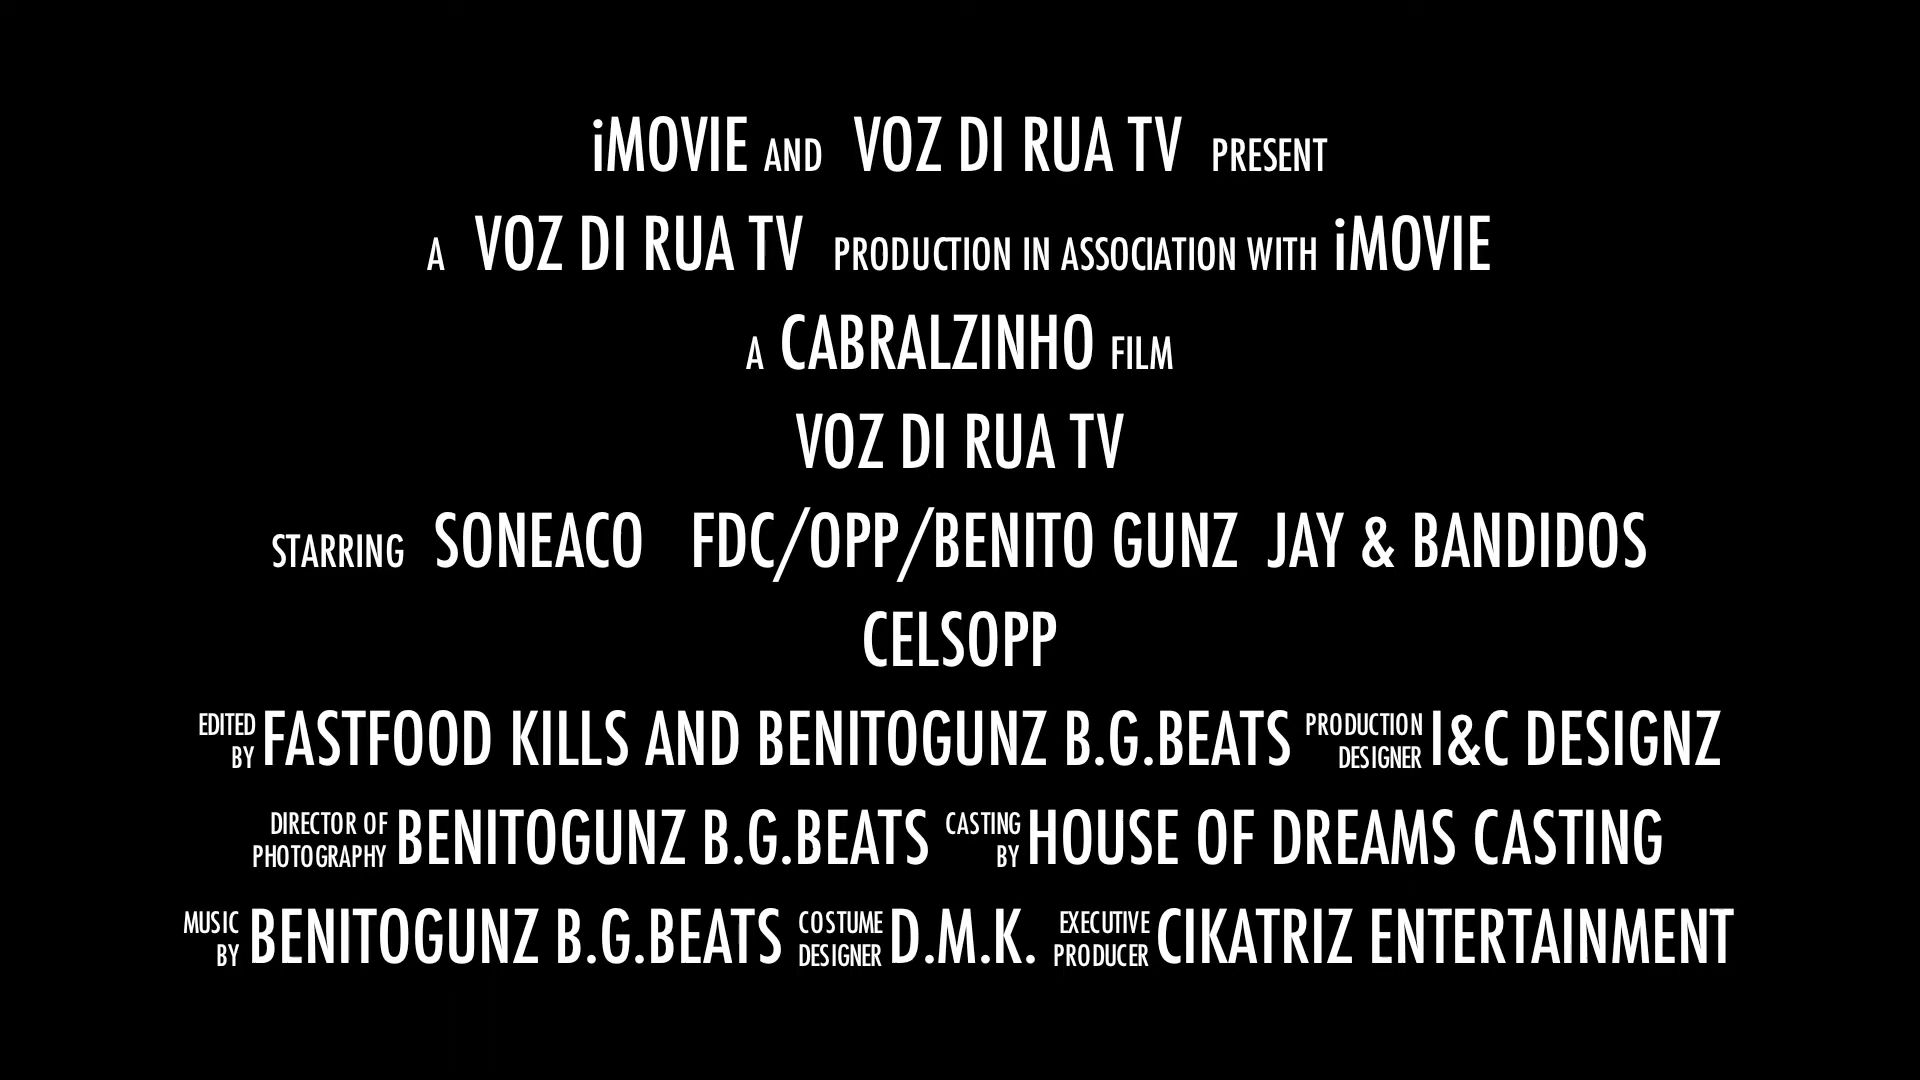 iMOVIE AND VOZ DI RUA TV PRESENT
A VOZ DI RUA TV PRODUCTION IN ASSOCIATION WITH iMOVIE
A CABRALZINHO FILM
VOZ DI RUA TV
STARRING SONEACO FDC/OPP/BENITO GUNZ JAY & BANDIDOS
CELSOPP
EDITED BY FASTFOOD KILLS AND BENITOGUNZ B.G.BEATS PRODUCTION DESIGNER I&C DESIGNZ
DIRECTOR OF PHOTOGRAPHY BENITOGUNZ B.G.BEATS CASTING BY HOUSE OF DREAMS CASTING
MUSIC BY BENITOGUNZ B.G.BEATS COSTUME DESIGNER D.M.K. EXECUTIVE PRODUCER CIKATRIZ ENTERTAINMENT